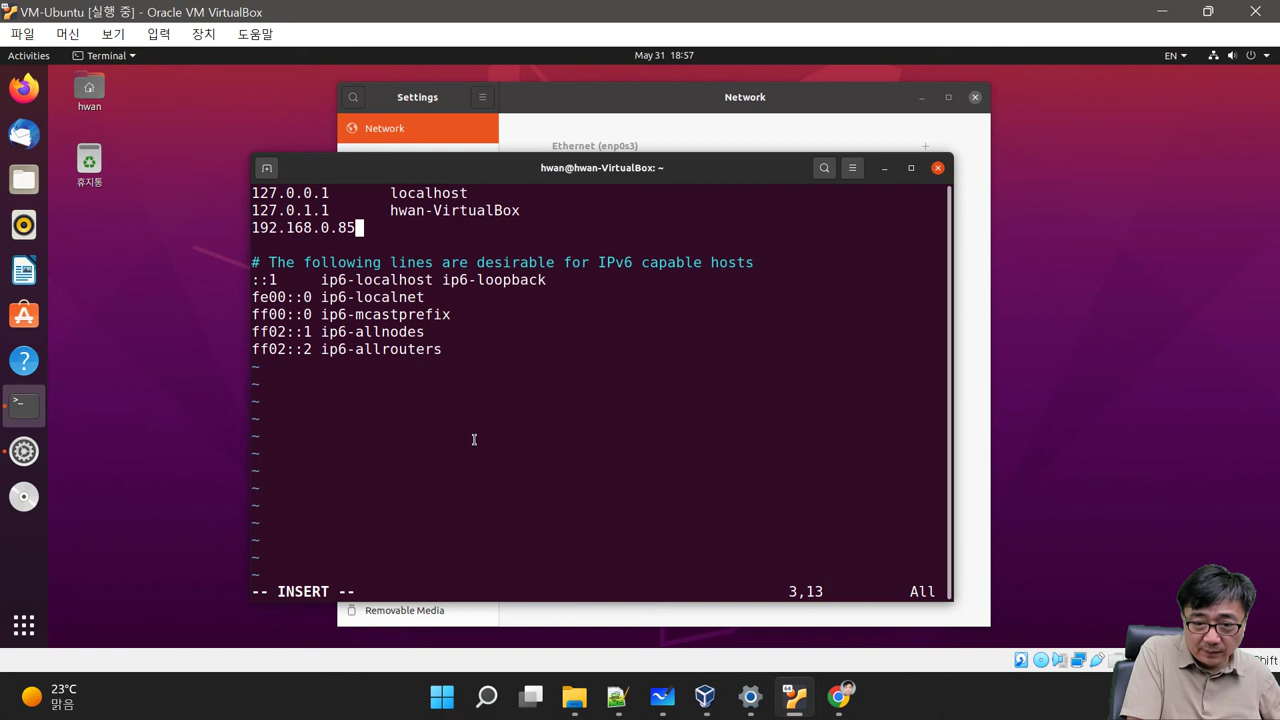 VM-Ubuntu [실행 중] - Oracle VM VirtualBox
파일 머신 보기 입력 장치 도움말
Activities Terminal May 31 18:57 EN
hwan
휴지통
Settings Network
Network
Ethernet (enp0s3) +
hwan@hwan-VirtualBox: ~
127.0.0.1 localhost
127.0.1.1 hwan-VirtualBox
192.168.0.85
# The following lines are desirable for IPv6 capable hosts
::1 ip6-localhost ip6-loopback
fe00::0 ip6-localnet
ff00::0 ip6-mcastprefix
ff02::1 ip6-allnodes
ff02::2 ip6-allrouters
~
~
~
~
~
~
~
~
~
~
~
~
~
-- INSERT -- 3,13 All
Removable Media
Shift
23°C
맑음